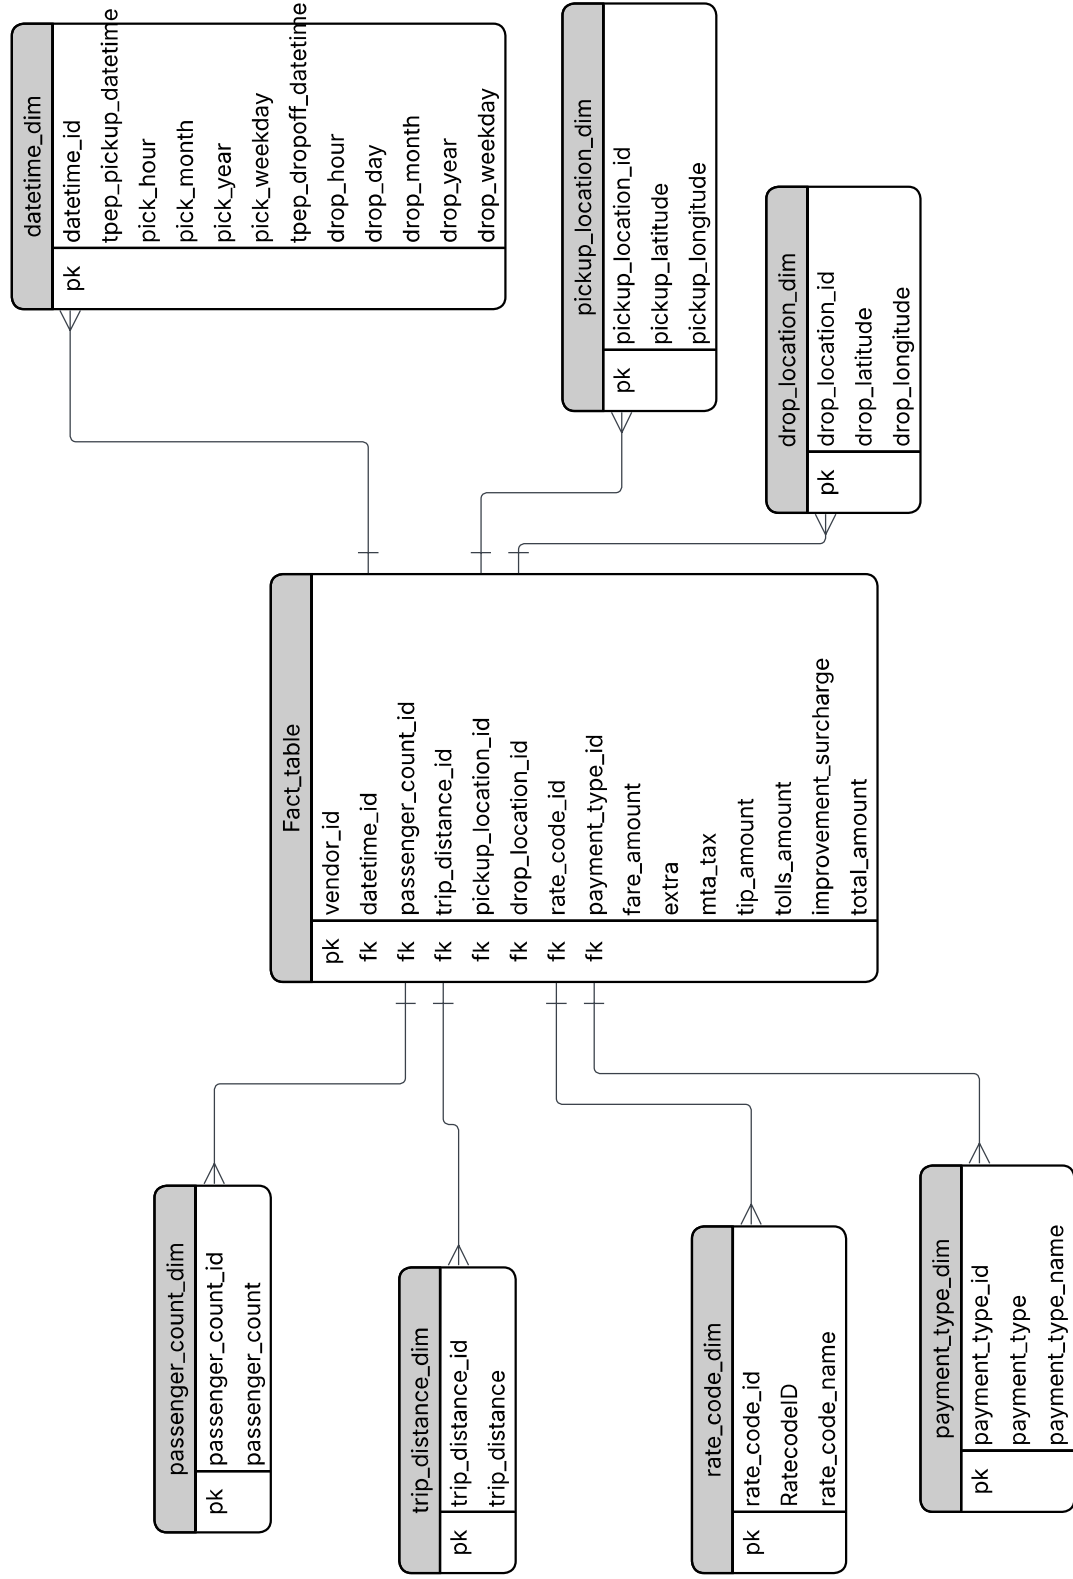 passenger_count_dim
pk passenger_count_id
passenger_count
trip_distance_dim
pk trip_distance_id
trip_distance
rate_code_dim
pk rate_code_id
RatecodeID
rate_code_name
payment_type_dim
pk payment_type_id
payment_type
payment_type_name
Fact_table
pk vendor_id
fk datetime_id
fk passenger_count_id
fk trip_distance_id
fk pickup_location_id
fk drop_location_id
fk rate_code_id
fk payment_type_id
fare_amount
extra
mta_tax
tip_amount
tolls_amount
improvement_surcharge
total_amount
datetime_dim
pk datetime_id
tpep_pickup_datetime
pick_hour
pick_month
pick_year
pick_weekday
tpep_dropoff_datetime
drop_hour
drop_day
drop_month
drop_year
drop_weekday
pickup_location_dim
pk pickup_location_id
pickup_latitude
pickup_longitude
drop_location_dim
pk drop_location_id
drop_latitude
drop_longitude